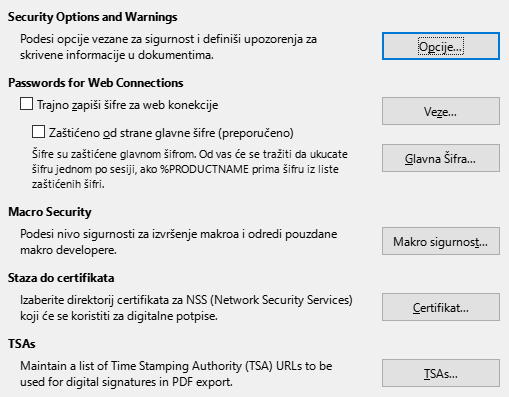 Security Options and Warnings
Podesi opcije vezane za sigurnost i definiši upozorenja za
skrivene informacije u dokumentima.
Opcije...
Passwords for Web Connections
Trajno zapiši šifre za web konekcije
Veze...
Zaštićeno od strane glavne šifre (preporučeno)
Šifre su zaštićene glavnom šifrom. Od vas će se tražiti da ukucate
šifru jednom po sesiji, ako %PRODUCTNAME prima šifru iz liste
zaštićenih šifri.
Glavna Šifra...
Macro Security
Podesi nivo sigurnosti za izvršenje makroa i odredi pouzdane
makro developere.
Makro sigurnost...
Staza do certifikata
Izaberite direktorij certifikata za NSS (Network Security Services)
koji će se koristiti za digitalne potpise.
Certifikat...
TSAs
Maintain a list of Time Stamping Authority (TSA) URLs to be
used for digital signatures in PDF export.
TSAs...